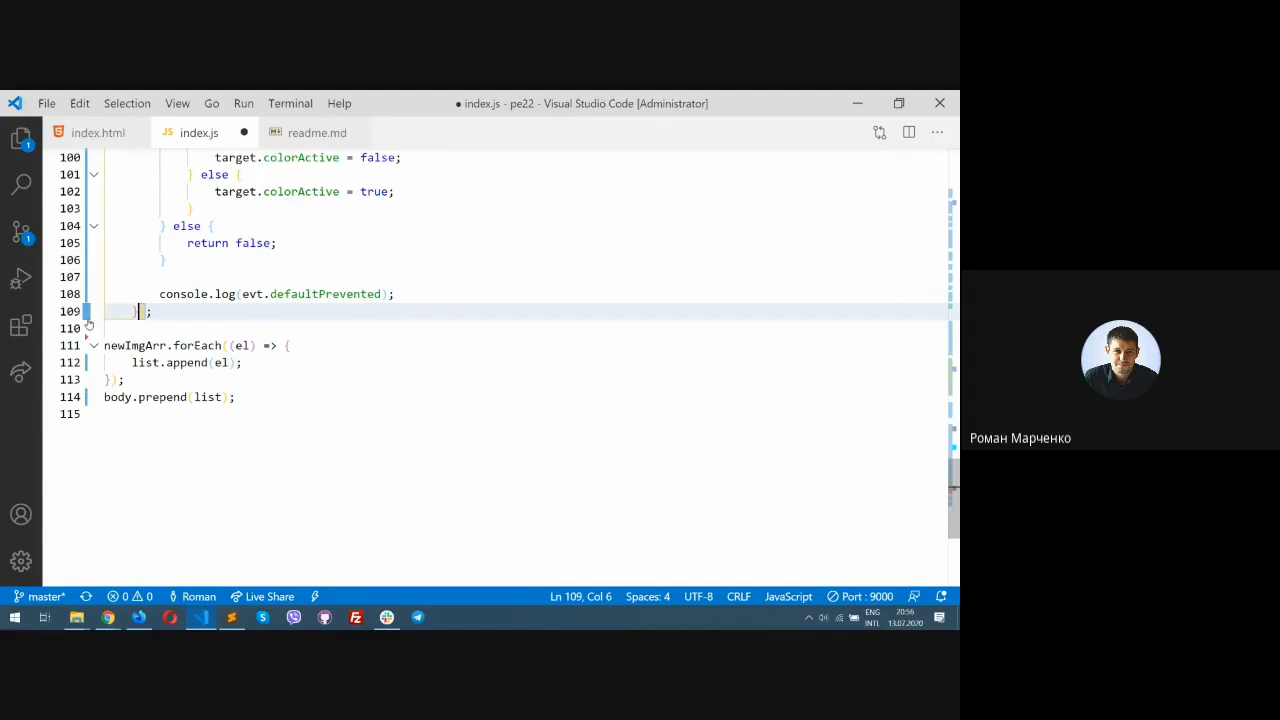 File Edit Selection View Go Run Terminal Help
● index.js - pe22 - Visual Studio Code [Administrator]
index.html
JS index.js ●
readme.md
100 target.colorActive = false;
101 } else {
102 target.colorActive = true;
103 }
104 } else {
105 return false;
106 }
107
108 console.log(evt.defaultPrevented);
109 });
110
111 newImgArr.forEach((el) => {
112 list.append(el);
113 });
114 body.prepend(list);
115
1
1
master* 0 0 Roman Live Share
Ln 109, Col 6 Spaces: 4 UTF-8 CRLF JavaScript Port : 9000
ENG
INTL
20:56
13.07.2020
Роман Марченко